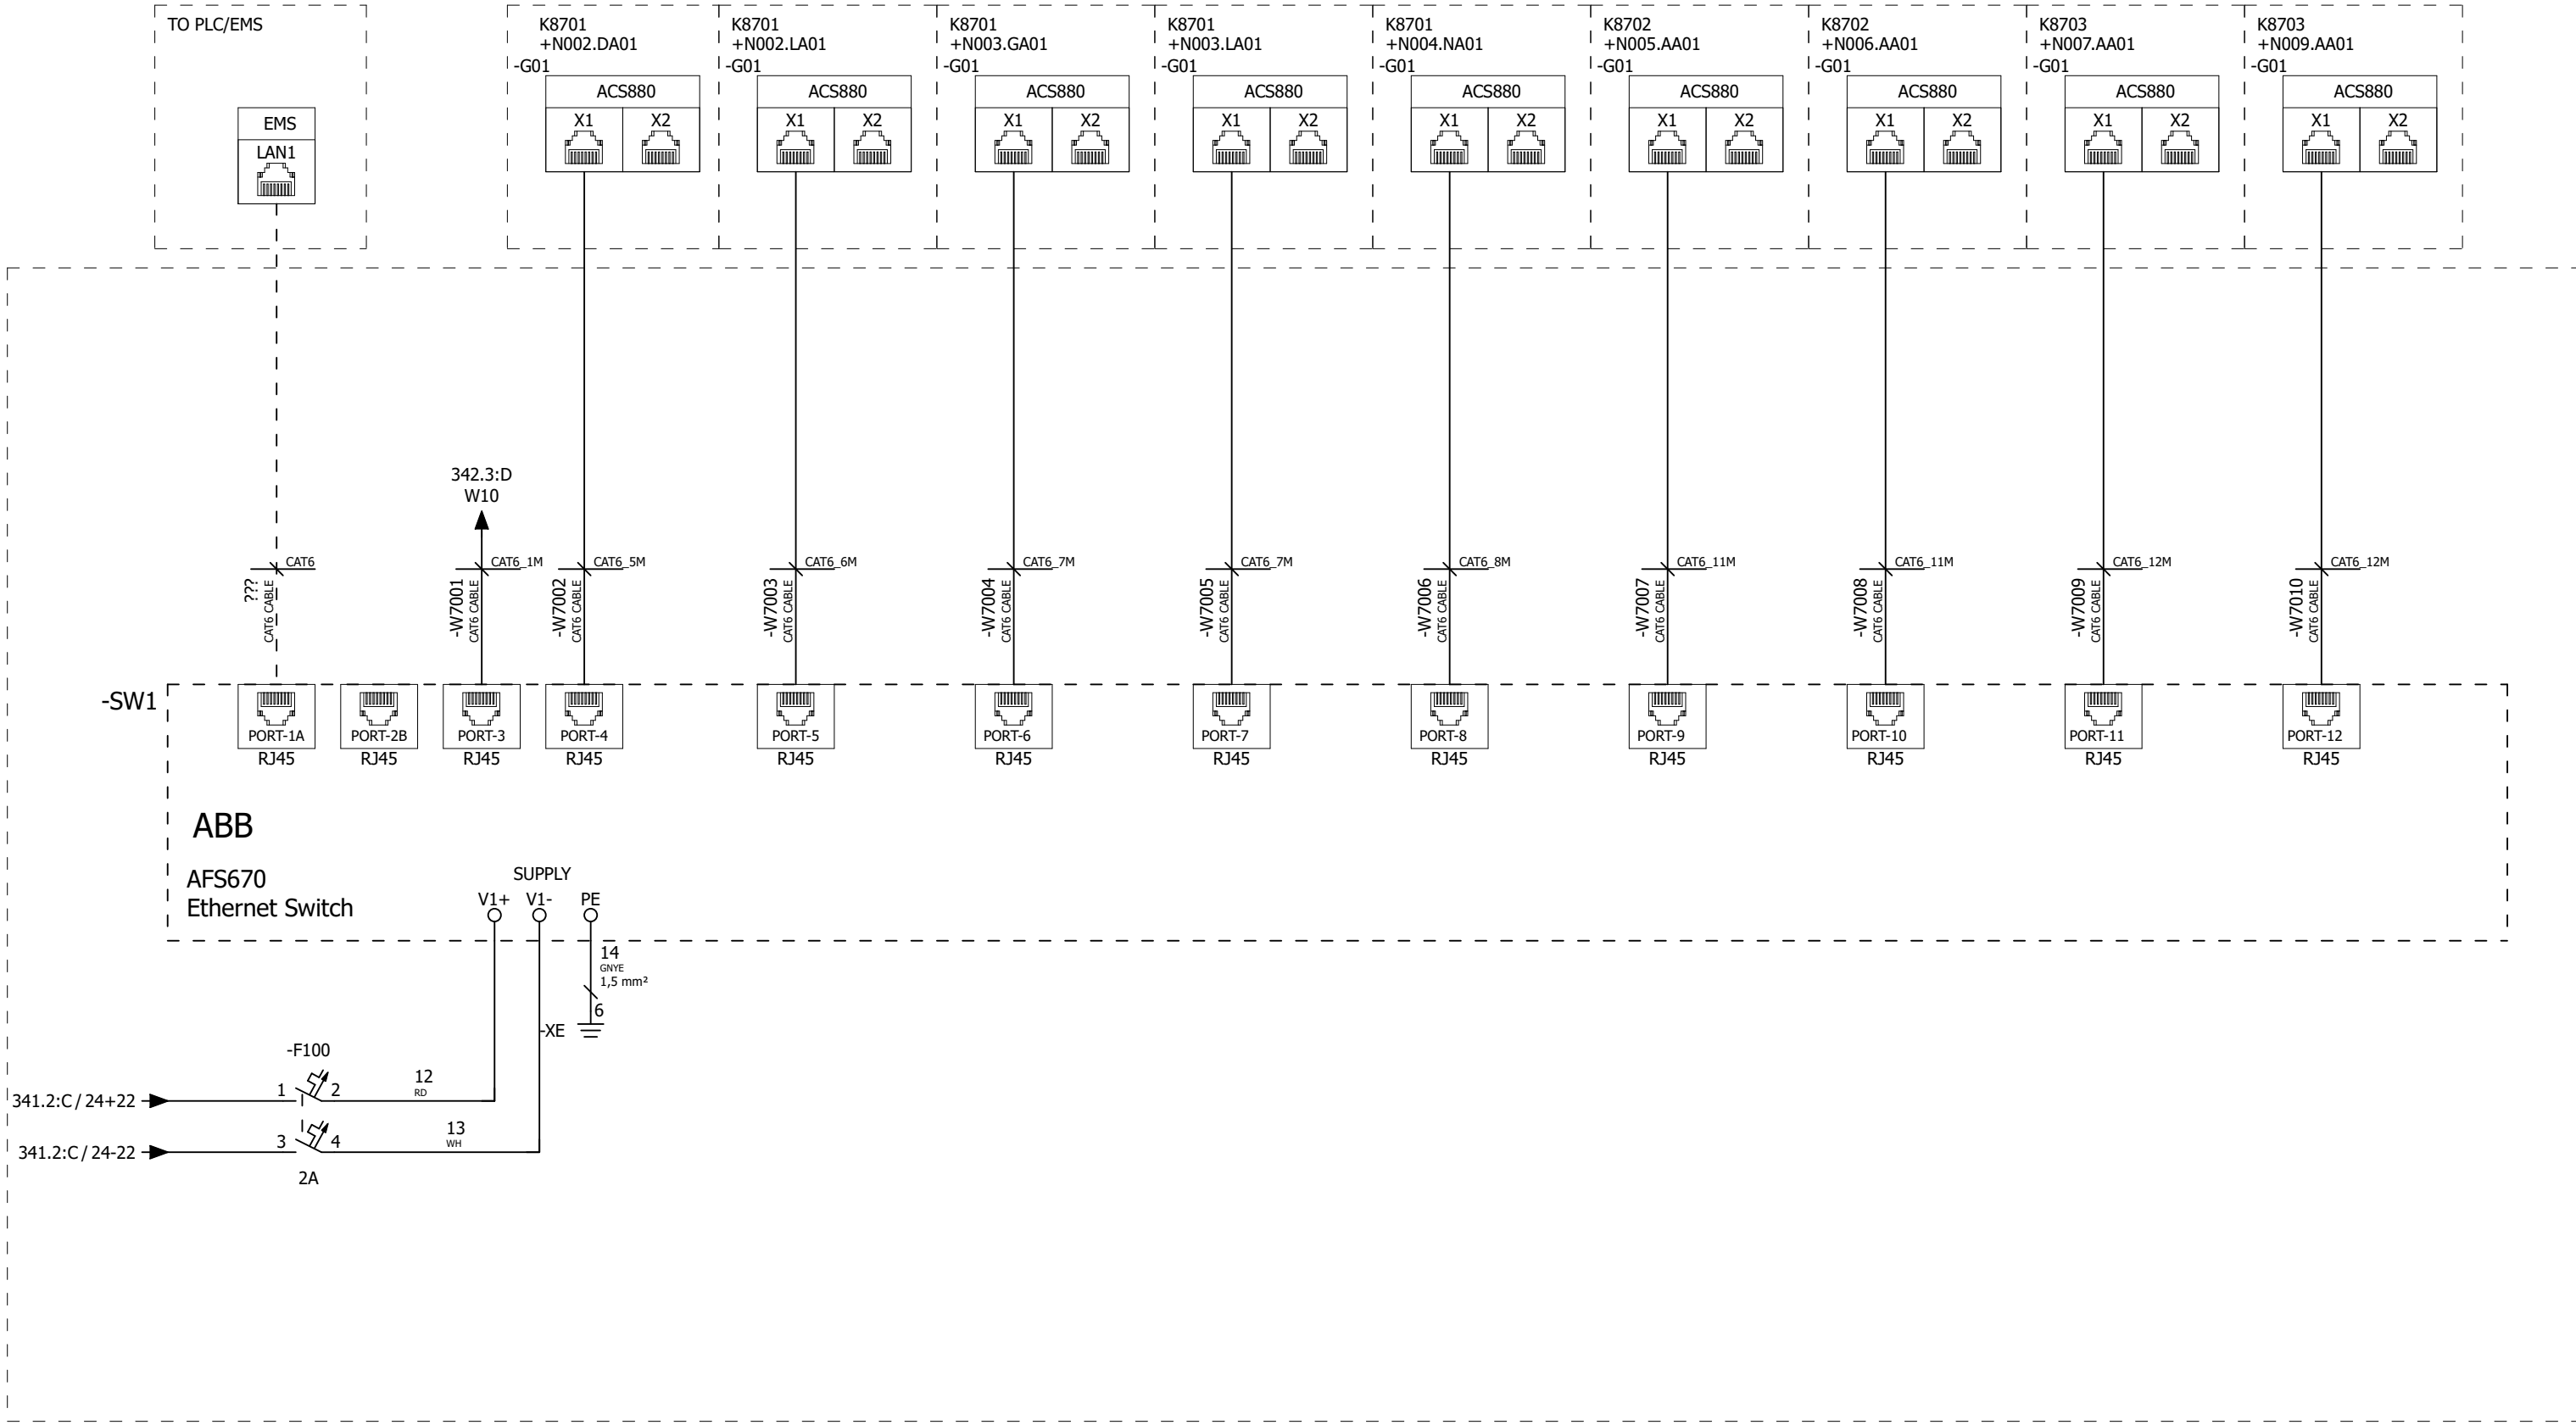 TO PLC/EMS
EMS
LAN1
K8701
+N002.DA01
-G01
ACS880
X1 X2
K8701
+N002.LA01
-G01
ACS880
X1 X2
K8701
+N003.GA01
-G01
ACS880
X1 X2
K8701
+N003.LA01
-G01
ACS880
X1 X2
K8701
+N004.NA01
-G01
ACS880
X1 X2
K8702
+N005.AA01
-G01
ACS880
X1 X2
K8702
+N006.AA01
-G01
ACS880
X1 X2
K8703
+N007.AA01
-G01
ACS880
X1 X2
K8703
+N009.AA01
-G01
ACS880
X1 X2
342.3:D
W10
CAT6
???
CAT6 CABLE
CAT6_1M
-W7001
CAT6 CABLE
CAT6_5M
-W7002
CAT6 CABLE
CAT6_6M
-W7003
CAT6 CABLE
CAT6_7M
-W7004
CAT6 CABLE
CAT6_7M
-W7005
CAT6 CABLE
CAT6_8M
-W7006
CAT6 CABLE
CAT6_11M
-W7007
CAT6 CABLE
CAT6_11M
-W7008
CAT6 CABLE
CAT6_12M
-W7009
CAT6 CABLE
CAT6_12M
-W7010
CAT6 CABLE
-SW1
PORT-1A
RJ45
PORT-2B
RJ45
PORT-3
RJ45
PORT-4
RJ45
PORT-5
RJ45
PORT-6
RJ45
PORT-7
RJ45
PORT-8
RJ45
PORT-9
RJ45
PORT-10
RJ45
PORT-11
RJ45
PORT-12
RJ45
ABB
AFS670
Ethernet Switch
SUPPLY
V1+ V1- PE
14
GNYE
1,5 mm²
6
-XE
-F100
341.2:C / 24+22
1 2
12
RD
341.2:C / 24-22
3 4
13
WH
2A